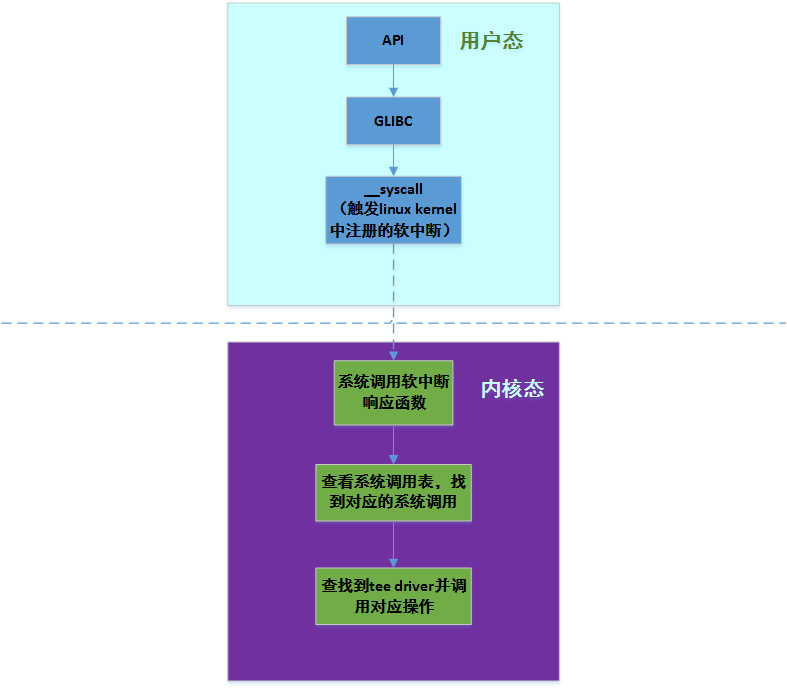 API
用户态
GLIBC
__syscall
（触发linux kernel
中注册的软中断）
系统调用软中断
响应函数
内核态
查看系统调用表，找
到对应的系统调用
查找到tee driver并调
用对应操作